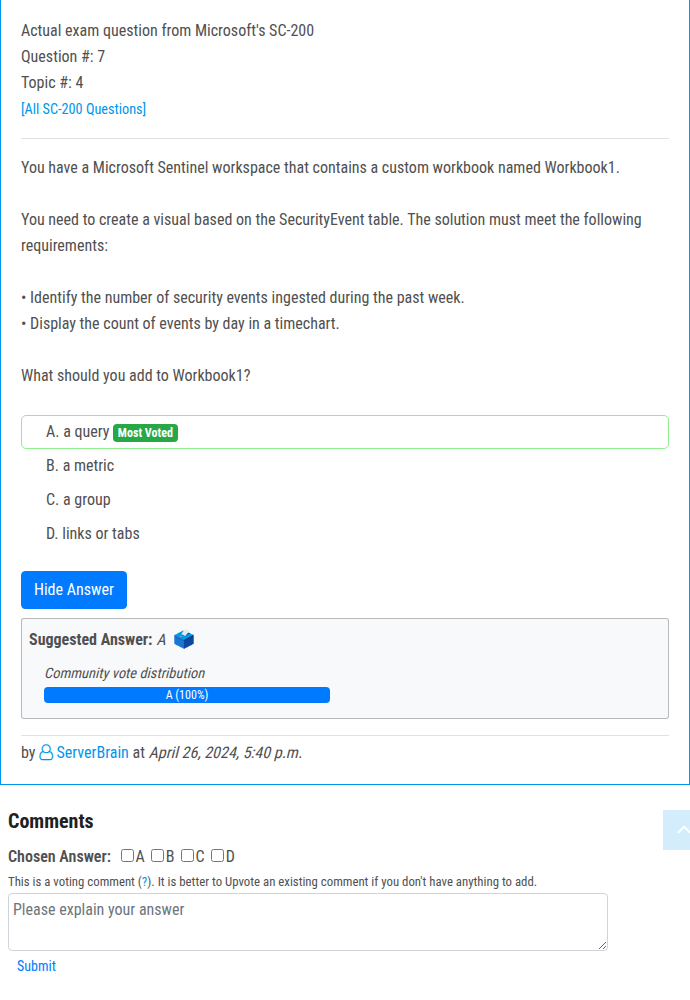 Actual exam question from Microsoft's SC-200
Question #: 7
Topic #: 4
[All SC-200 Questions]
You have a Microsoft Sentinel workspace that contains a custom workbook named Workbook1.
You need to create a visual based on the SecurityEvent table. The solution must meet the following
requirements:
• Identify the number of security events ingested during the past week.
• Display the count of events by day in a timechart.
What should you add to Workbook1?
A. a query Most Voted
B. a metric
C. a group
D. links or tabs
Hide Answer
Suggested Answer: A
Community vote distribution
A (100%)
by ServerBrain at April 26, 2024, 5:40 p.m.
Comments
Chosen Answer: A B C D
This is a voting comment (?). It is better to Upvote an existing comment if you don't have anything to add.
Please explain your answer
Submit